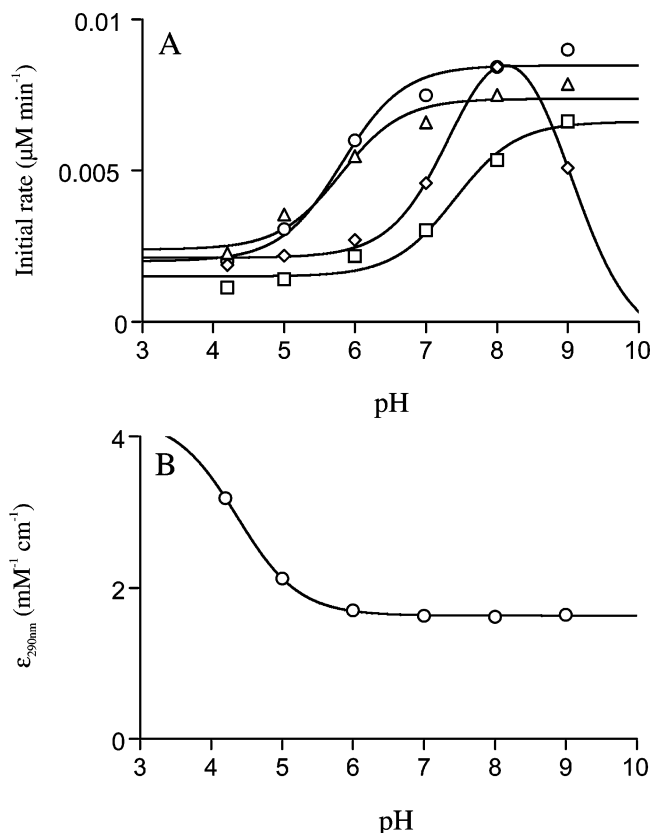 A
0.01
0.005
0
Initial rate (µM min⁻¹)
3 4 5 6 7 8 9 10
pH
B
4
2
0
ε290nm (mM⁻¹ cm⁻¹)
3 4 5 6 7 8 9 10
pH